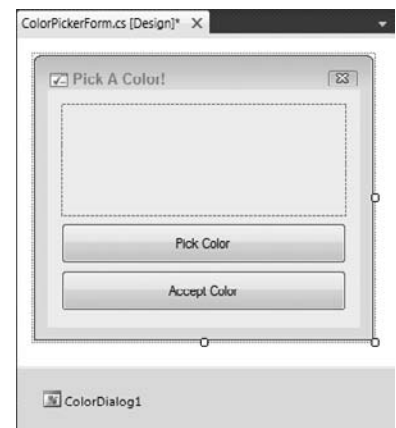 ColorPickerForm.cs [Design]*
Pick A Color!
Pick Color
Accept Color
ColorDialog1